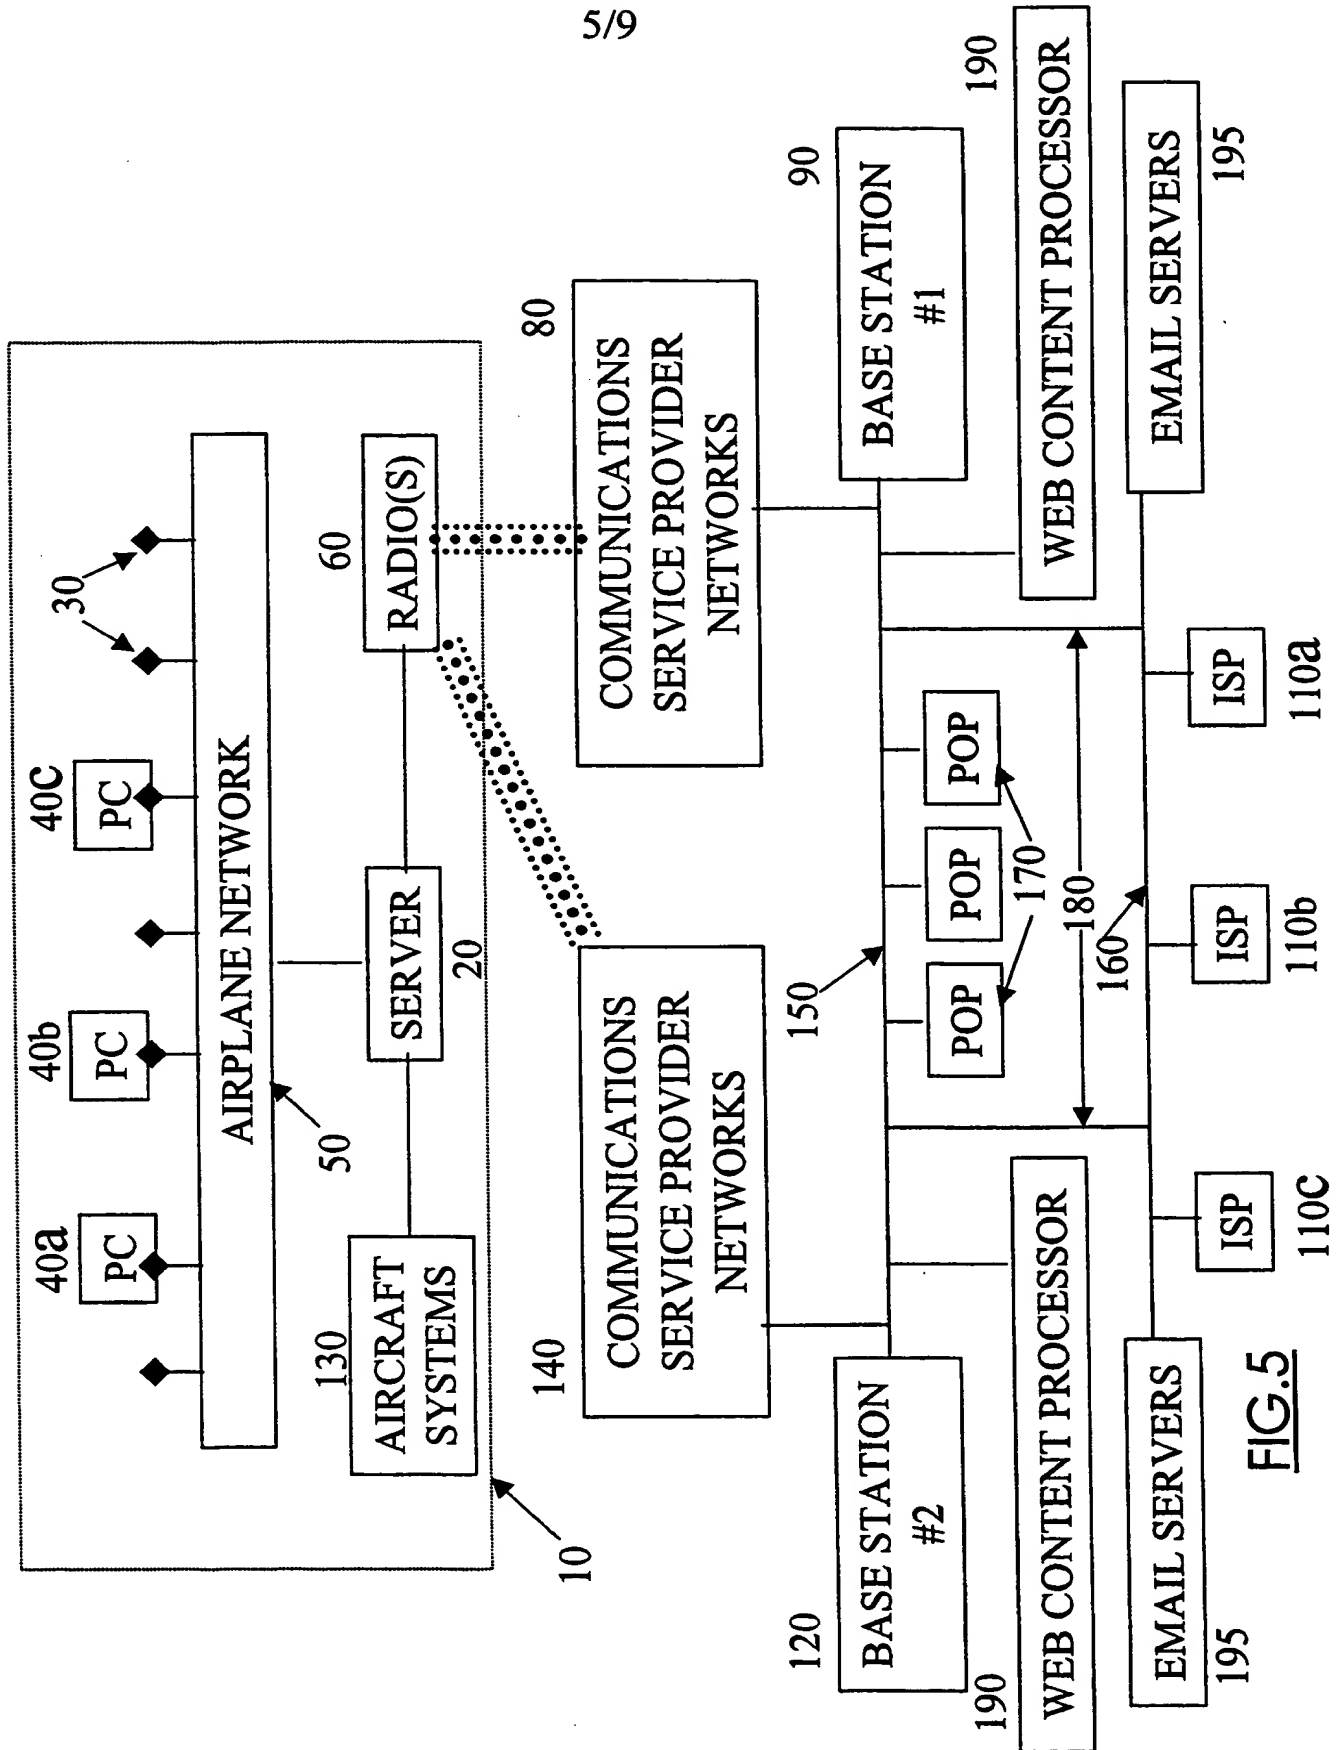 5/9
40a
40b
40c
30
PC
PC
PC
AIRPLANE NETWORK
50
130
20
60
AIRCRAFT
SYSTEMS
SERVER
RADIO(S)
10
140
80
COMMUNICATIONS
SERVICE PROVIDER
NETWORKS
COMMUNICATIONS
SERVICE PROVIDER
NETWORKS
120
150
90
BASE STATION
#2
BASE STATION
#1
POP
POP
POP
170
190
190
WEB CONTENT PROCESSOR
WEB CONTENT PROCESSOR
180
160
EMAIL SERVERS
EMAIL SERVERS
195
195
ISP
ISP
ISP
110c
110b
110a
FIG.5